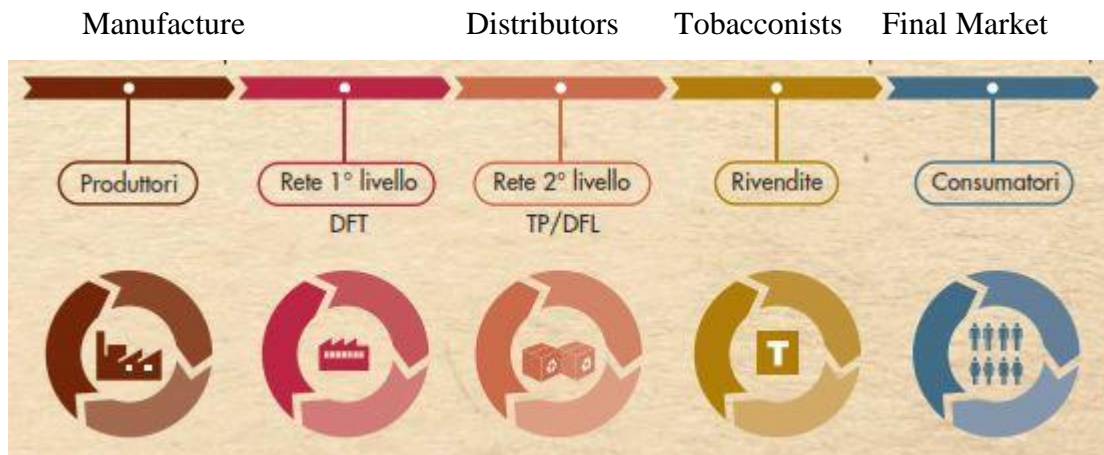 Manufacture Distributors Tobacconists Final Market
Produttori Rete 1° livello Rete 2° livello Rivendite Consumatori
DFT TP/DFL
T